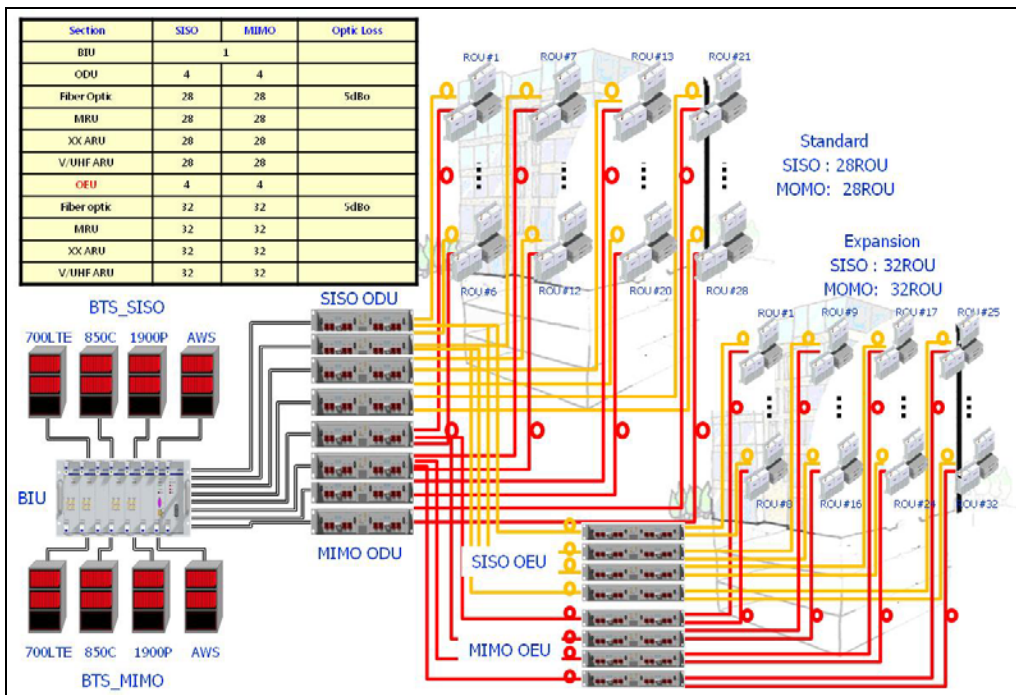 Section SISO MIMO Optic Loss
BIU 1
ODU 4 4
Fiber Optic 28 28 5dBo
MRU 28 28
XX ARU 28 28
V/UHF ARU 28 28
OEU 4 4
Fiber optic 32 32 5dBo
MRU 32 32
XX ARU 32 32
V/UHF ARU 32 32
ROU#1 ROU#7 ROU#13 ROU#21
Standard
SISO : 28ROU
MOMO: 28ROU
ROU#6 ROU#12 ROU#20 ROU#28
Expansion
SISO : 32ROU
MOMO: 32ROU
BTS_SISO
SISO ODU
700LTE 850C 1900P AWS
ROU#1 ROU#9 ROU#17 ROU#25
BIU
ROU#8 ROU#16 ROU#24 ROU#32
MIMO ODU
SISO OEU
MIMO OEU
700LTE 850C 1900P AWS
BTS_MIMO